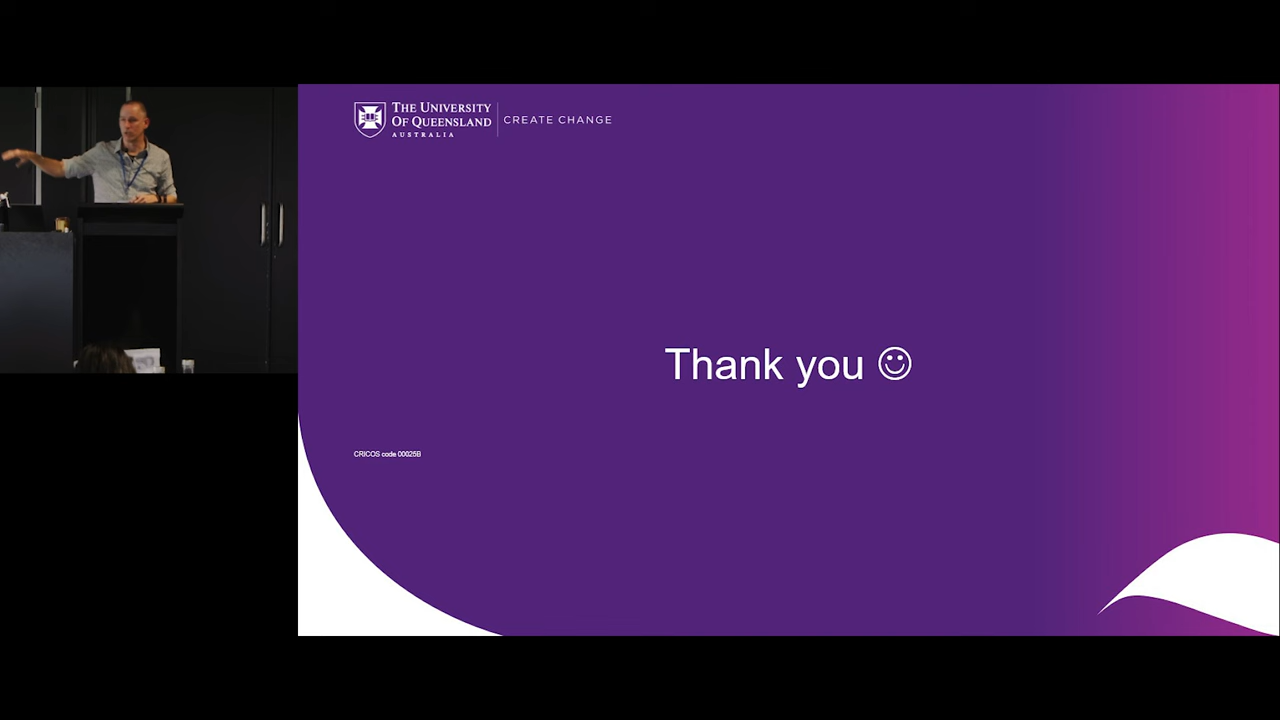 THE UNIVERSITY
OF QUEENSLAND
AUSTRALIA
CREATE CHANGE
Thank you ☺
CRICOS code 00025B